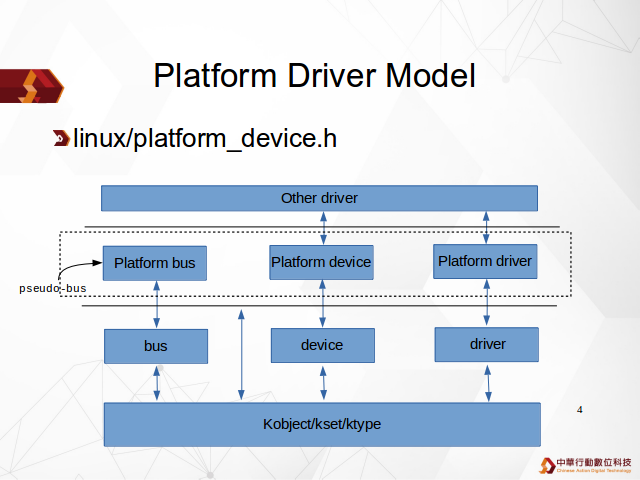 Platform Driver Model
linux/platform_device.h
Other driver
Platform bus
Platform device
Platform driver
pseudo-bus
bus
device
driver
Kobject/kset/ktype
4
中華行動數位科技
Chinese Action Digital Technology